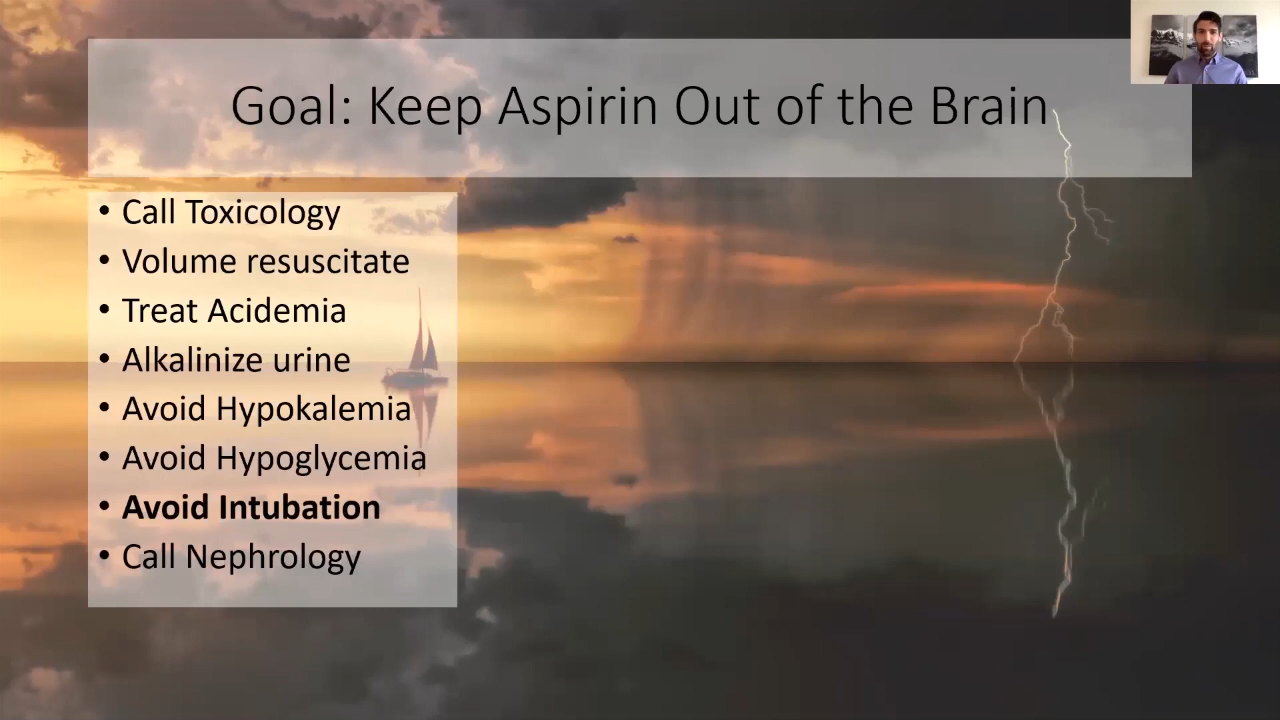 Goal: Keep Aspirin Out of the Brain
• Call Toxicology
• Volume resuscitate
• Treat Acidemia
• Alkalinize urine
• Avoid Hypokalemia
• Avoid Hypoglycemia
• Avoid Intubation
• Call Nephrology